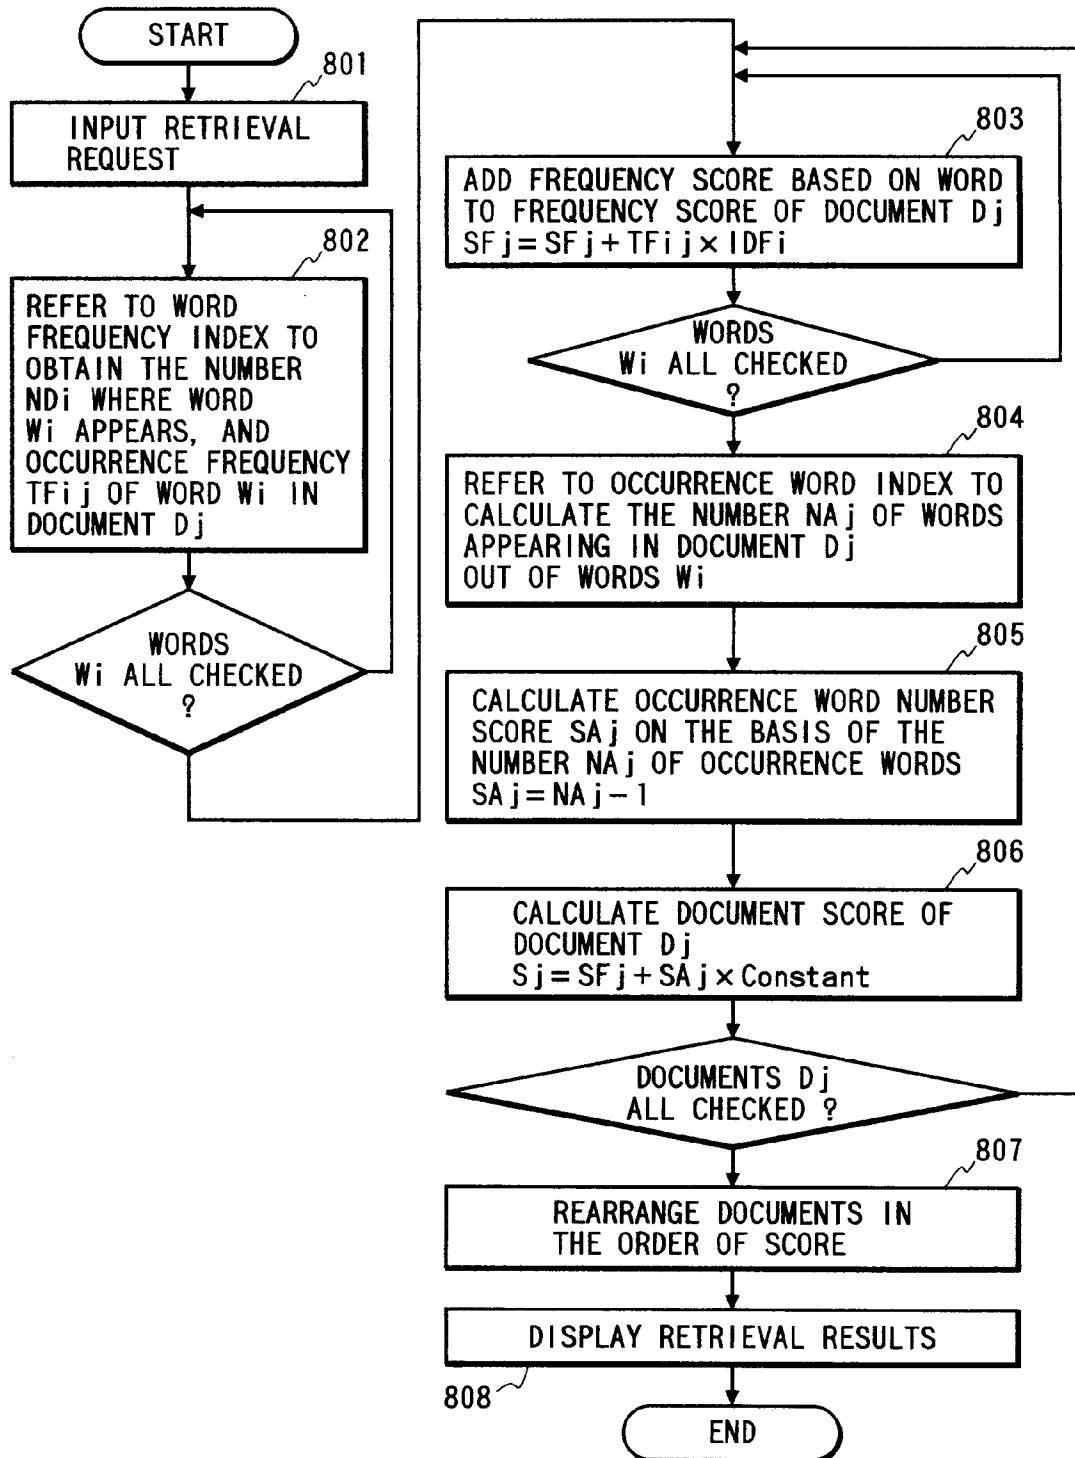 START
801
INPUT RETRIEVAL
REQUEST
802
REFER TO WORD
FREQUENCY INDEX TO
OBTAIN THE NUMBER
NDi WHERE WORD
Wi APPEARS, AND
OCCURRENCE FREQUENCY
TFij OF WORD Wi IN
DOCUMENT Dj
WORDS
Wi ALL CHECKED
?
803
ADD FREQUENCY SCORE BASED ON WORD
TO FREQUENCY SCORE OF DOCUMENT Dj
SFj=SFj+TFij×IDFi
WORDS
Wi ALL CHECKED
?
804
REFER TO OCCURRENCE WORD INDEX TO
CALCULATE THE NUMBER NAj OF WORDS
APPEARING IN DOCUMENT Dj
OUT OF WORDS Wi
805
CALCULATE OCCURRENCE WORD NUMBER
SCORE SAj ON THE BASIS OF THE
NUMBER NAj OF OCCURRENCE WORDS
SAj=NAj-1
806
CALCULATE DOCUMENT SCORE OF
DOCUMENT Dj
Sj=SFj+SAj×Constant
DOCUMENTS Dj
ALL CHECKED ?
807
REARRANGE DOCUMENTS IN
THE ORDER OF SCORE
DISPLAY RETRIEVAL RESULTS
808
END